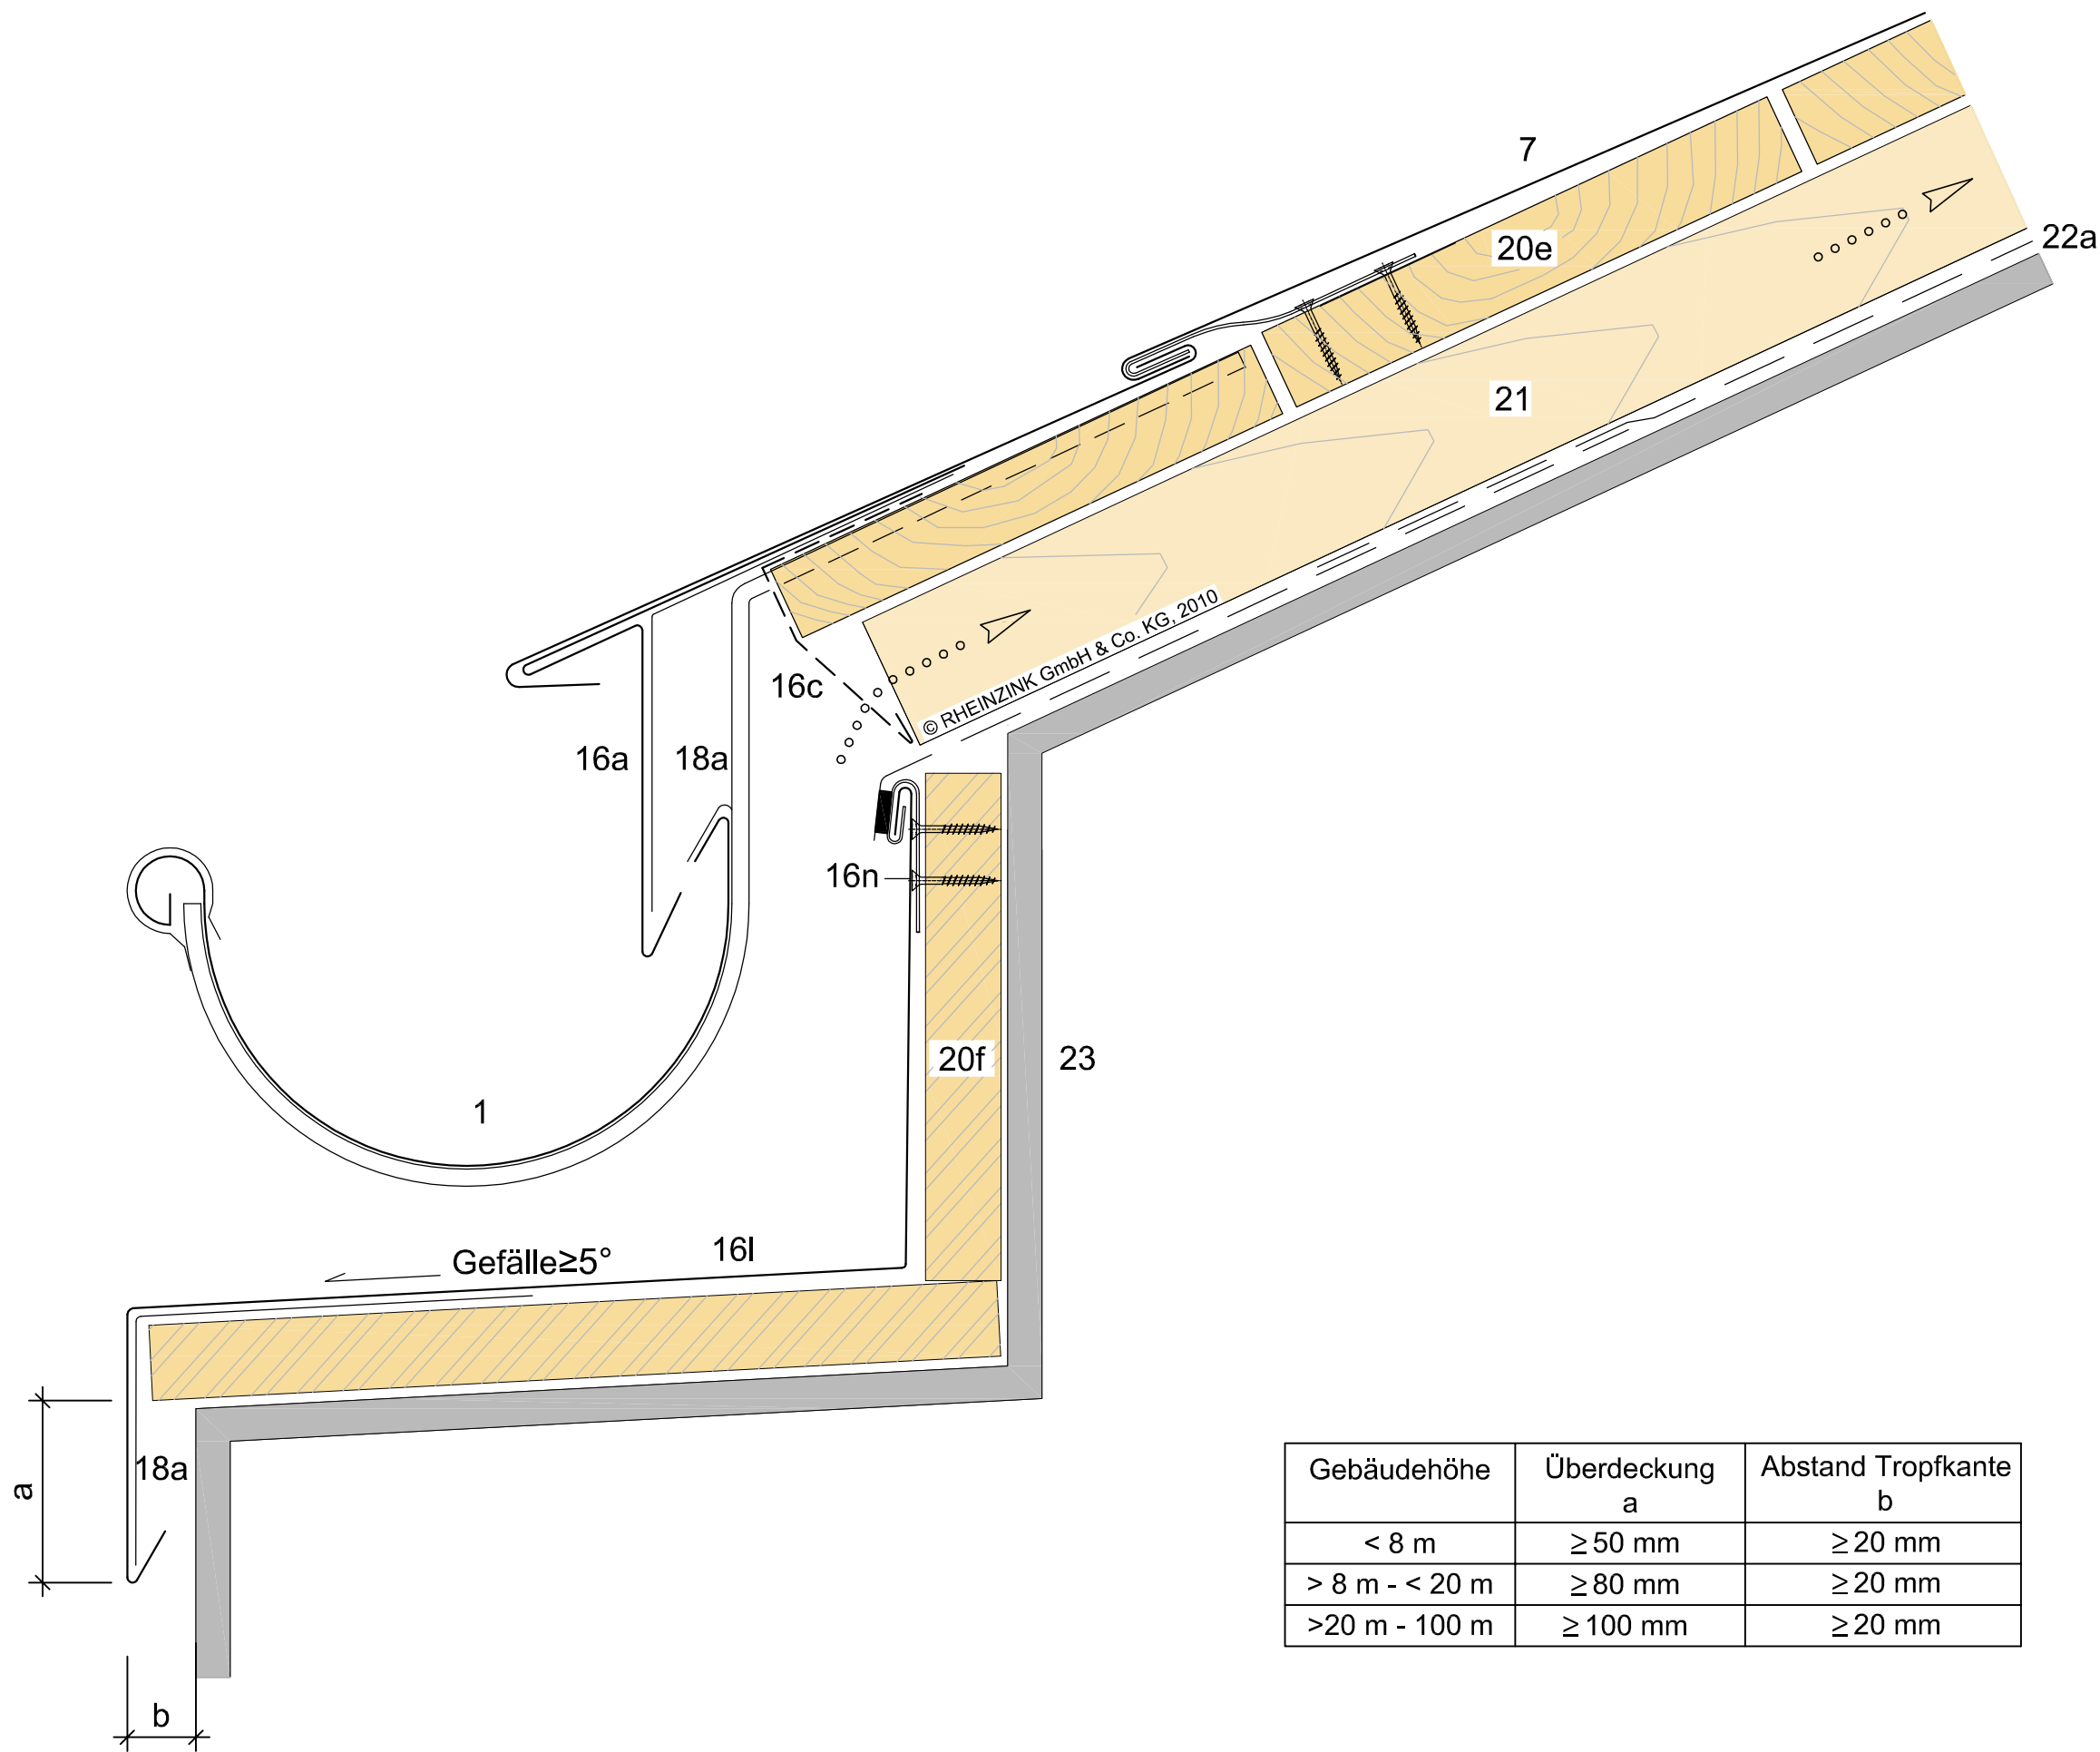 7
20e
22a
21
© RHEINZINK GmbH & Co. KG, 2010
16c
16a
18a
16n
20f
23
1
16l
Gefälle≥5°
18a
a
b
Gebäudehöhe
Überdeckung
a
Abstand Tropfkante
b
< 8 m
≥ 50 mm
≥ 20 mm
> 8 m - < 20 m
≥ 80 mm
≥ 20 mm
>20 m - 100 m
≥ 100 mm
≥ 20 mm